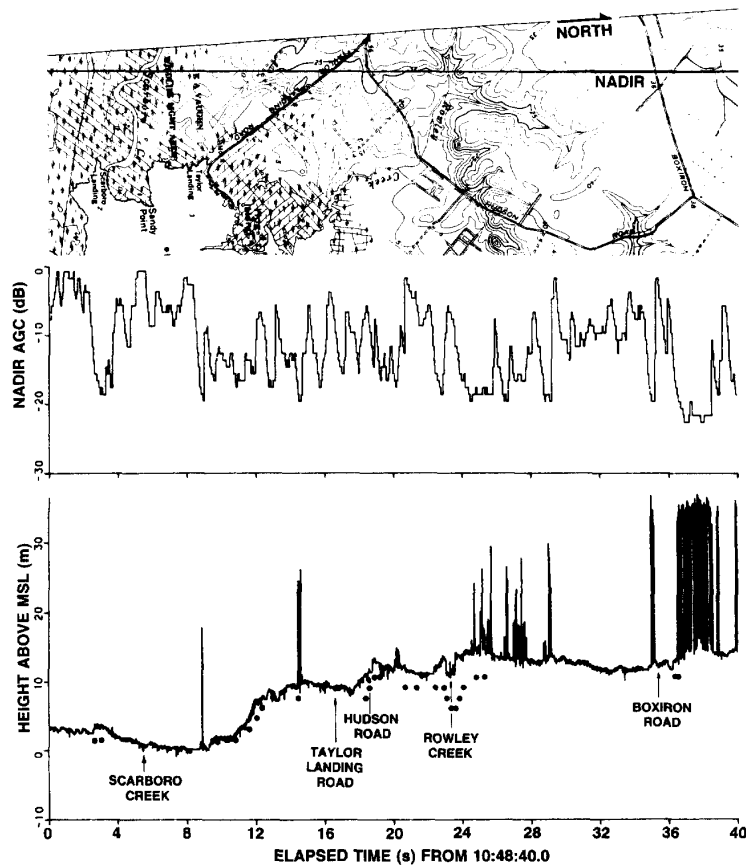 NORTH
NADIR
Scarboro
Landing
Sandy
Point
Taylor
Landing
Creek
BOXIRON
NADIR AGC (dB)
0
-10
-20
-30
HEIGHT ABOVE MSL (m)
30
20
10
0
-10
SCARBORO
CREEK
TAYLOR
LANDING
ROAD
HUDSON
ROAD
ROWLEY
CREEK
BOXIRON
ROAD
0 4 8 12 16 20 24 28 32 36 40
ELAPSED TIME (s) FROM 10:48:40.0